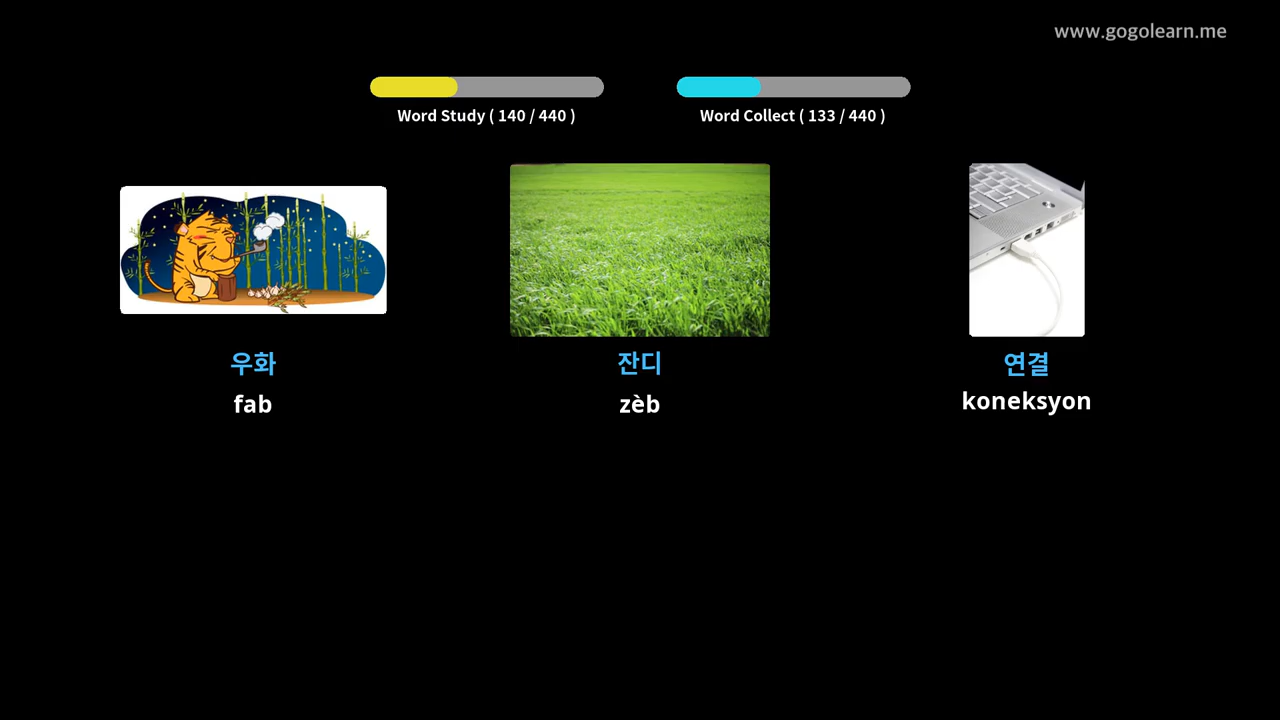 www.gogolearn.me
Word Study ( 140 / 440 )
Word Collect ( 133 / 440 )
우화
fab
잔디
zèb
연결
koneksyon